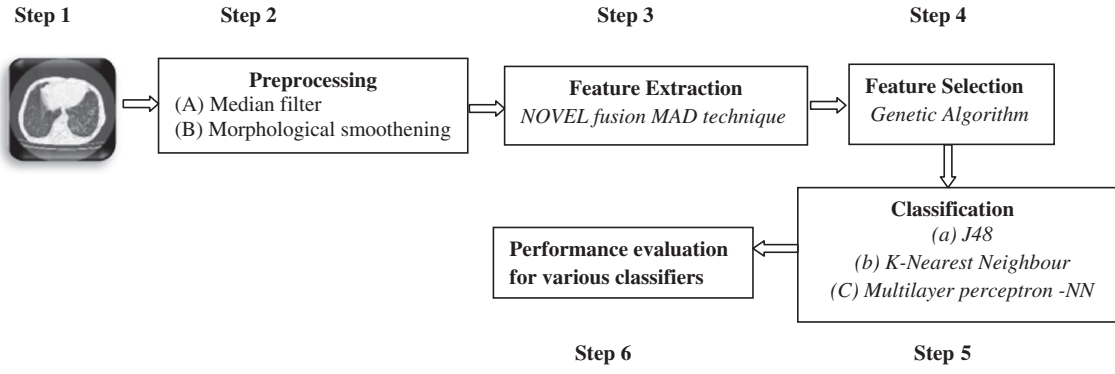 Step 1
Step 2
Step 3
Step 4
Preprocessing
(A) Median filter
(B) Morphological smoothening
Feature Extraction
NOVEL fusion MAD technique
Feature Selection
Genetic Algorithm
Classification
(a) J48
(b) K-Nearest Neighbour
(C) Multilayer perceptron -NN
Performance evaluation
for various classifiers
Step 6
Step 5